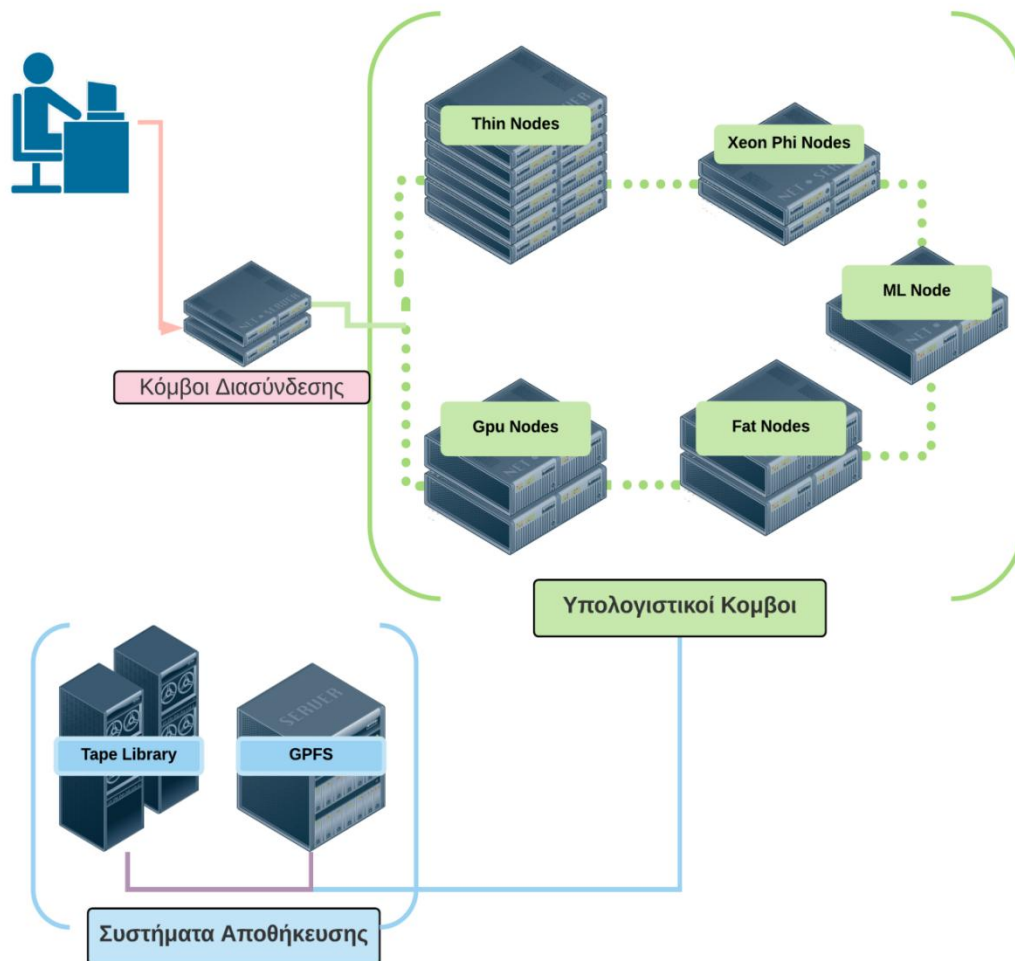 Thin Nodes
Xeon Phi Nodes
ML Node
Κόμβοι Διασύνδεσης
Gpu Nodes
Fat Nodes
Υπολογιστικοί Κομβοι
SERVER
Tape Library
GPFS
Συστήματα Αποθήκευσης